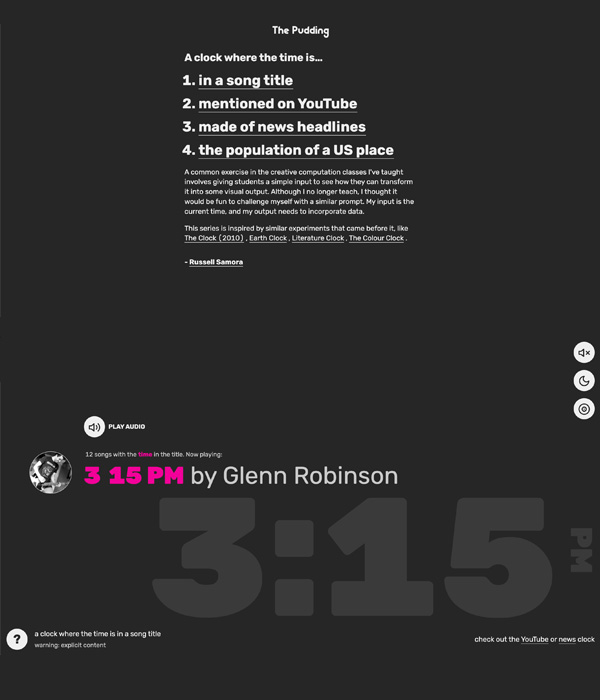 The Pudding
A clock where the time is...
1. in a song title
2. mentioned on YouTube
3. made of news headlines
4. the population of a US place
A common exercise in the creative computation classes I've taught
involves giving students a simple input to see how they can transform
it into some visual output. Although I no longer teach, I thought it
would be fun to challenge myself with a similar prompt. My input is the
current time, and my output needs to incorporate data.
This series is inspired by similar experiments that came before it, like
The Clock (2010) , Earth Clock , Literature Clock , The Colour Clock .
- Russell Samora
PLAY AUDIO
12 songs with the time in the title. Now playing:
3 15 PM by Glenn Robinson
3:15
PM
?
a clock where the time is in a song title
warning: explicit content
check out the YouTube or news clock